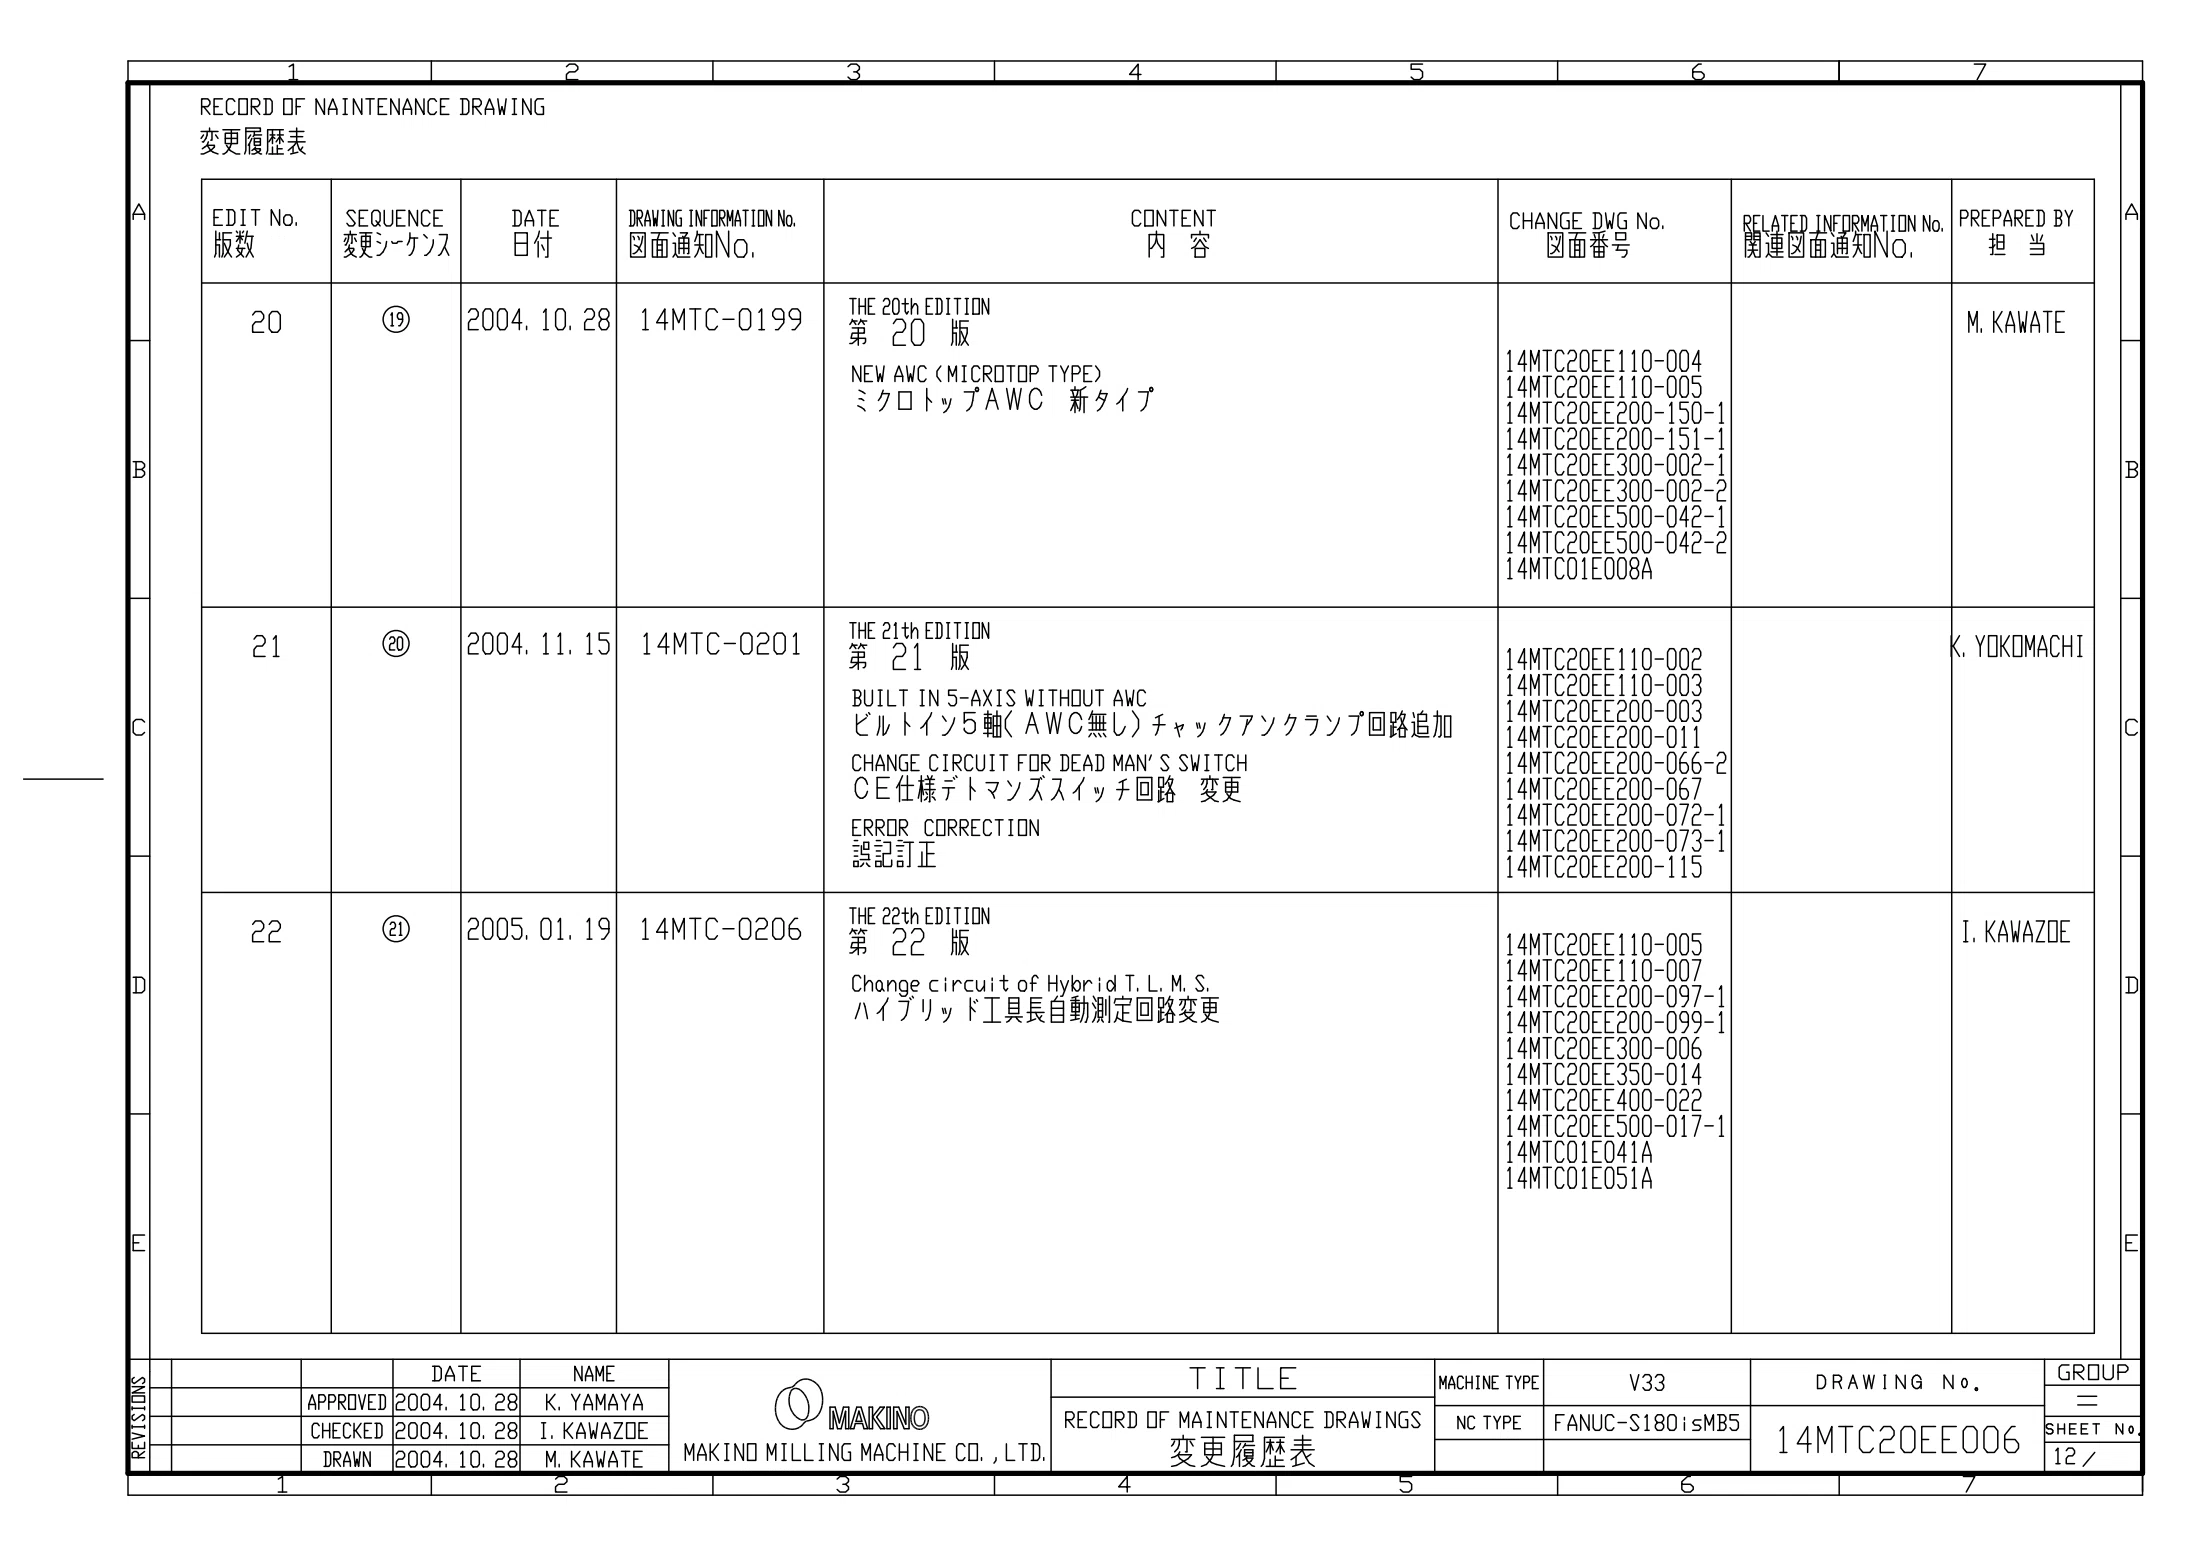 1 2 3 4 5 6 7
RECORD OF NAINTENANCE DRAWING
変更履歴表
A A
EDIT No. SEQUENCE DATE DRAWING INFORMATION No. CONTENT CHANGE DWG No. RELATED INFORMATION No. PREPARED BY
版数 変更シーケンス 日付 図面通知No. 内 容 図面番号 関連図面通知No. 担 当
20 ⑲ 2004.10.28 14MTC-0199 THE 20th EDITION M.KAWATE
第 20 版
NEW AWC (MICROTOP TYPE)
ミクロトップAWC 新タイプ
14MTC20EE110-004
14MTC20EE110-005
14MTC20EE200-150-1
14MTC20EE200-151-1
14MTC20EE300-002-1
14MTC20EE300-002-2
14MTC20EE500-042-1
14MTC20EE500-042-2
14MTC01E008A
B B
21 ⑳ 2004.11.15 14MTC-0201 THE 21th EDITION K.YOKOMACHI
第 21 版
BUILT IN 5-AXIS WITHOUT AWC
ビルトイン5軸(AWC無し)チャックアンクランプ回路追加
CHANGE CIRCUIT FOR DEAD MAN'S SWITCH
CE仕様デトマンズスイッチ回路 変更
ERROR CORRECTION
誤記訂正
14MTC20EE110-002
14MTC20EE110-003
14MTC20EE200-003
14MTC20EE200-011
14MTC20EE200-066-2
14MTC20EE200-067
14MTC20EE200-072-1
14MTC20EE200-073-1
14MTC20EE200-115
C C
22 ㉑ 2005.01.19 14MTC-0206 THE 22th EDITION I.KAWAZOE
第 22 版
Change circuit of Hybrid T.L.M.S.
ハイブリッド工具長自動測定回路変更
14MTC20EE110-005
14MTC20EE110-007
14MTC20EE200-097-1
14MTC20EE200-099-1
14MTC20EE300-006
14MTC20EE350-014
14MTC20EE400-022
14MTC20EE500-017-1
14MTC01E041A
14MTC01E051A
D D
E E
REVISIONS
DATE NAME
APPROVED 2004.10.28 K.YAMAYA
CHECKED 2004.10.28 I.KAWAZOE
DRAWN 2004.10.28 M.KAWATE
MAKINO
MAKINO MILLING MACHINE CO.,LTD.
TITLE
RECORD OF MAINTENANCE DRAWINGS
変更履歴表
MACHINE TYPE V33
NC TYPE FANUC-S180isMB5
DRAWING No.
14MTC20EE006
GROUP
=
SHEET No.
12/
1 2 3 4 5 6 7